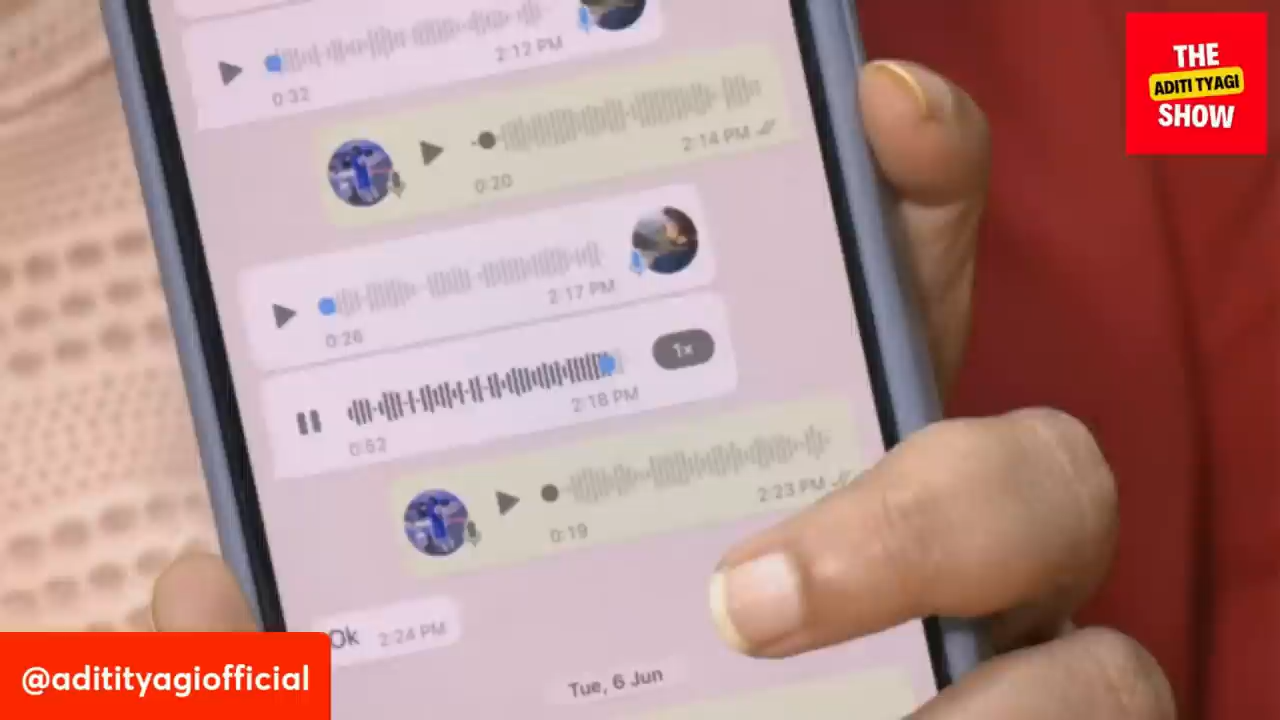 THE
ADITI TYAGI
SHOW
2:12 PM
0:32
2:14 PM
0:20
2:17 PM
0:26
1x
2:18 PM
0:52
2:23 PM
0:19
Ok 2:24 PM
Tue, 6 Jun
@aditityagiofficial